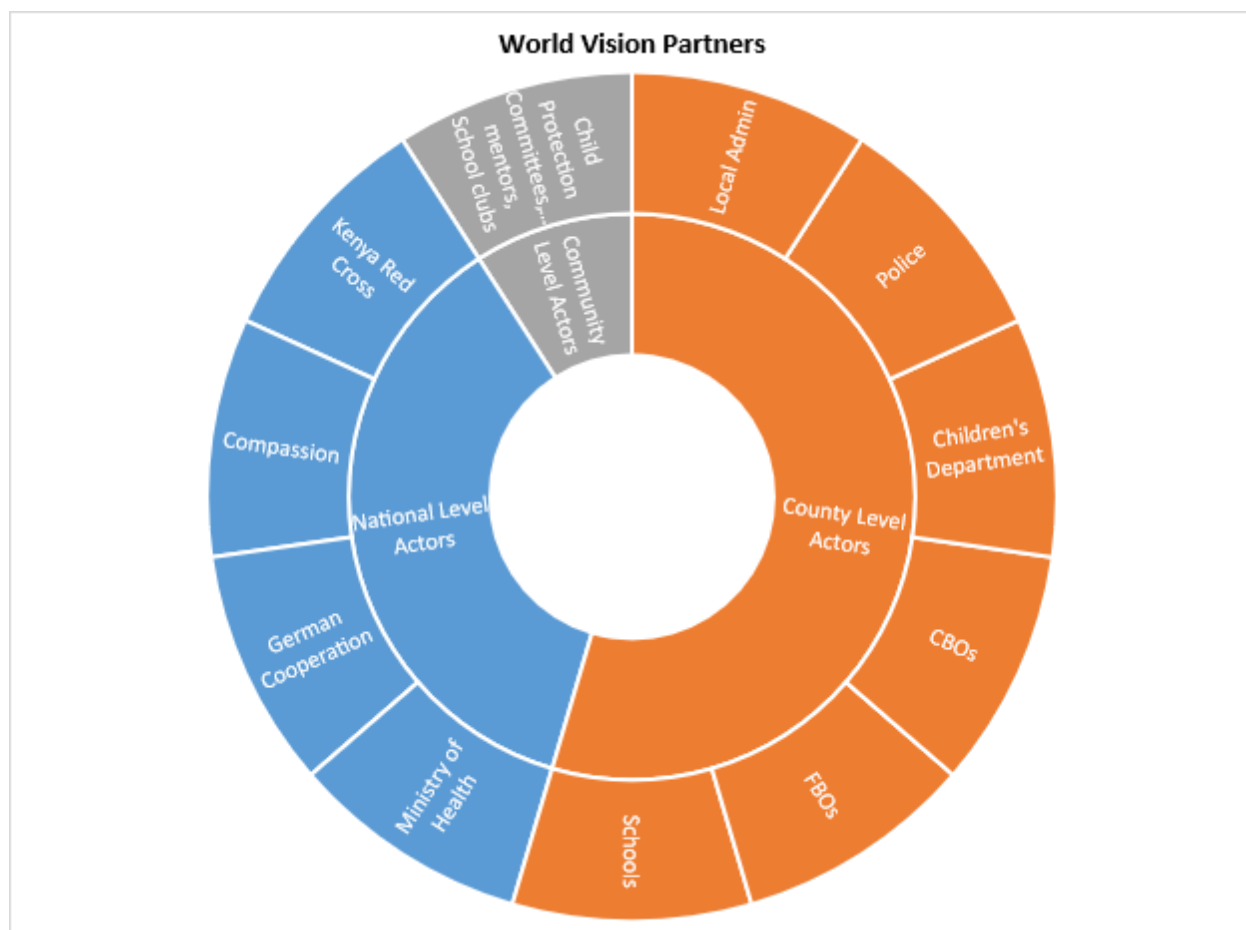 World Vision Partners
Local Admin
Police
Children's
Department
CBOs
FBOs
Schools
Ministry of
Health
German
Cooperation
Compassion
Kenya Red
Cross
Child
Protection
Committees,...
mentors,
School clubs
County Level
Actors
National Level
Actors
Community
Level Actors